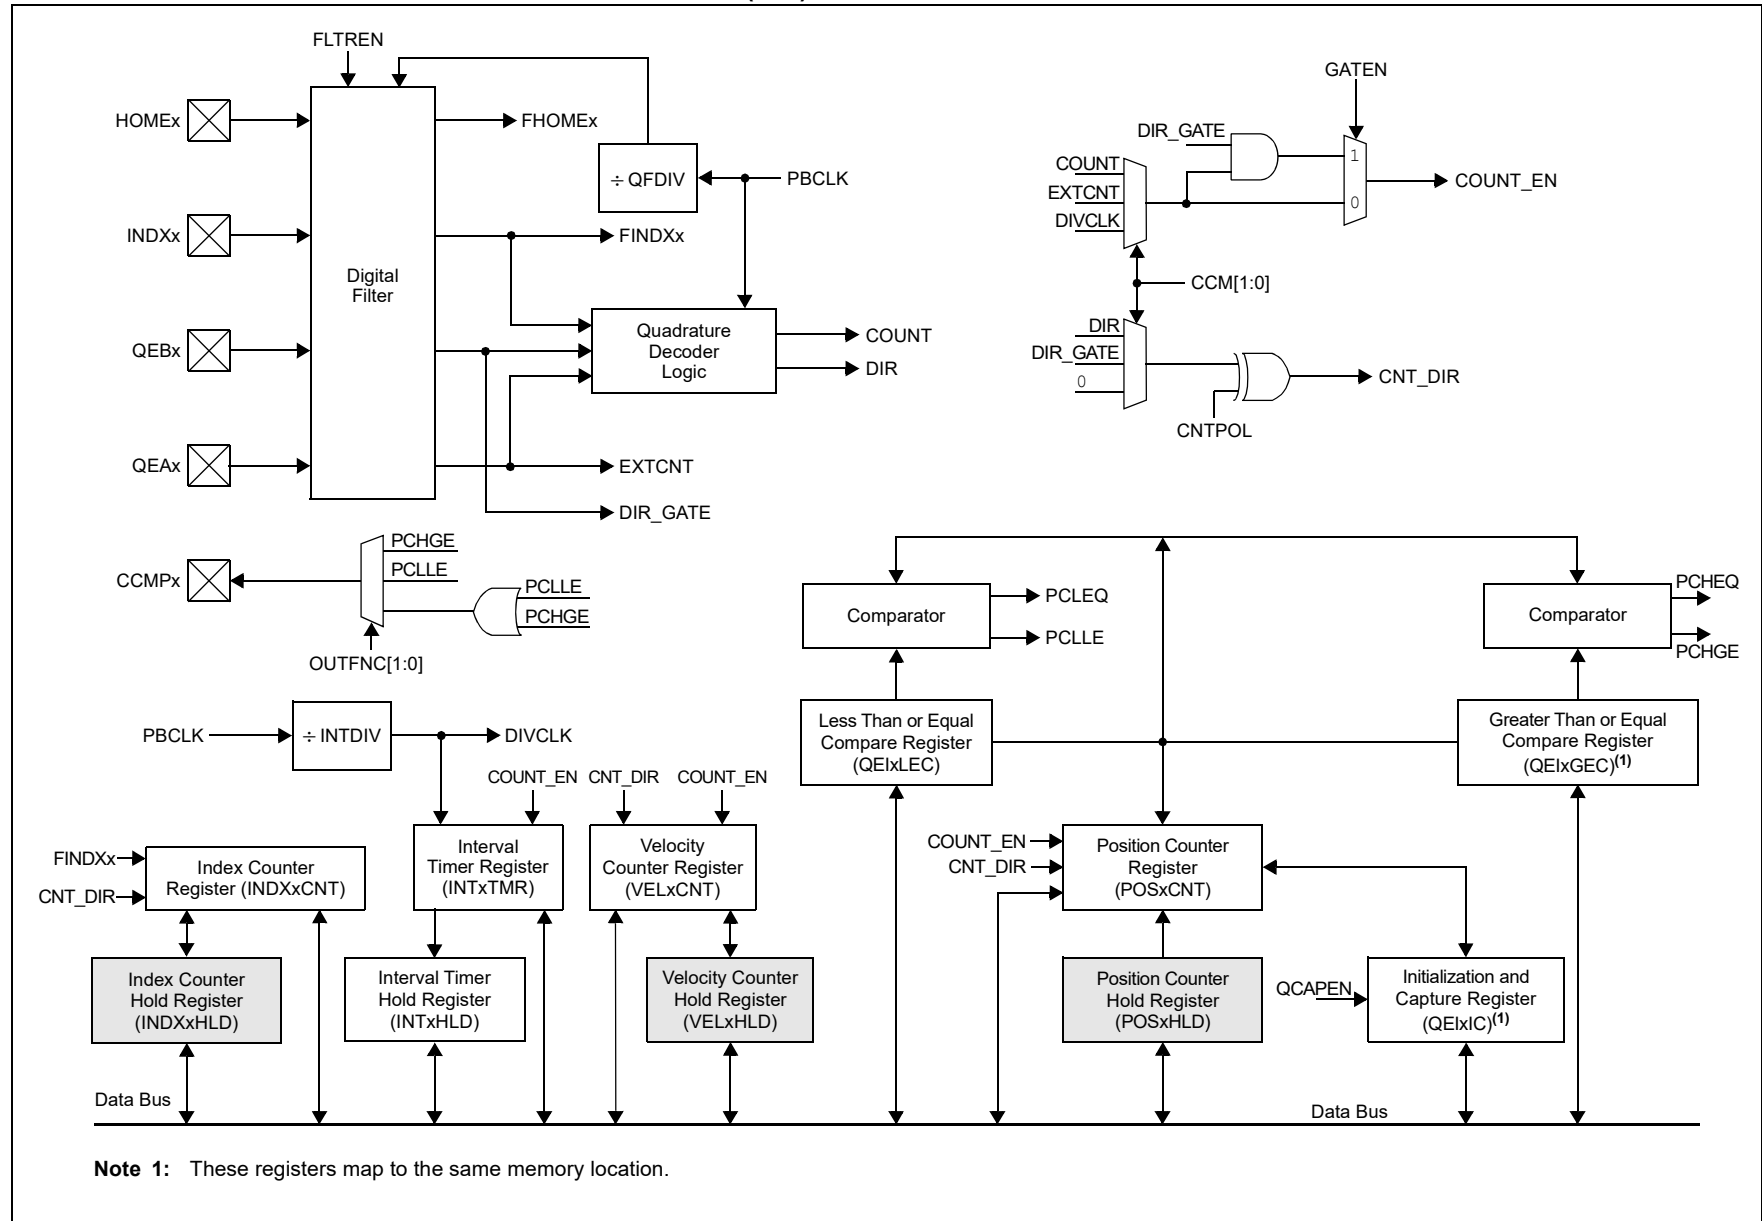 FLTREN
HOMEx
FHOMEx
÷ QFDIV
PBCLK
INDXx
FINDXx
Digital
Filter
QEBx
Quadrature
Decoder
Logic
COUNT
DIR
QEAx
EXTCNT
DIR_GATE
GATEN
DIR_GATE
COUNT
EXTCNT
DIVCLK
1
0
COUNT_EN
CCM[1:0]
DIR
DIR_GATE
0
CNT_DIR
CNTPOL
CCMPx
PCHGE
PCLLE
PCLLE
PCHGE
OUTFNC[1:0]
Comparator
PCLEQ
PCLLE
Comparator
PCHEQ
PCHGE
PBCLK
÷ INTDIV
DIVCLK
Less Than or Equal
Compare Register
(QEIxLEC)
Greater Than or Equal
Compare Register
(QEIxGEC)(1)
COUNT_EN
CNT_DIR
COUNT_EN
FINDXx
CNT_DIR
Index Counter
Register (INDXxCNT)
Interval
Timer Register
(INTxTMR)
Velocity
Counter Register
(VELxCNT)
COUNT_EN
CNT_DIR
Position Counter
Register
(POSxCNT)
Index Counter
Hold Register
(INDXxHLD)
Interval Timer
Hold Register
(INTxHLD)
Velocity Counter
Hold Register
(VELxHLD)
Position Counter
Hold Register
(POSxHLD)
QCAPEN
Initialization and
Capture Register
(QEIxIC)(1)
Data Bus
Data Bus
Note 1: These registers map to the same memory location.